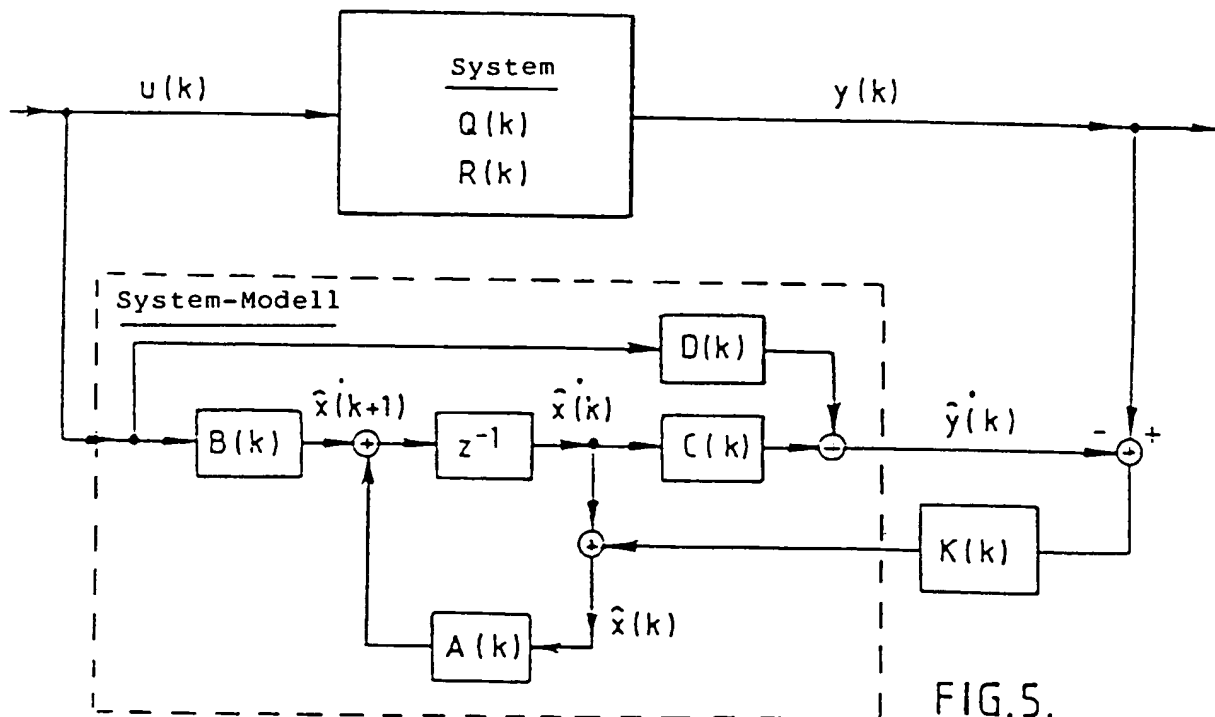 System
u(k)
Q(k)
R(k)
y(k)
System-Modell
D(k)
x̂˙(k+1)
x̂˙(k)
ŷ˙(k)
- +
B(k)
+
z⁻¹
C(k)
−
+
+
K(k)
x̂(k)
A(k)
FIG.5.